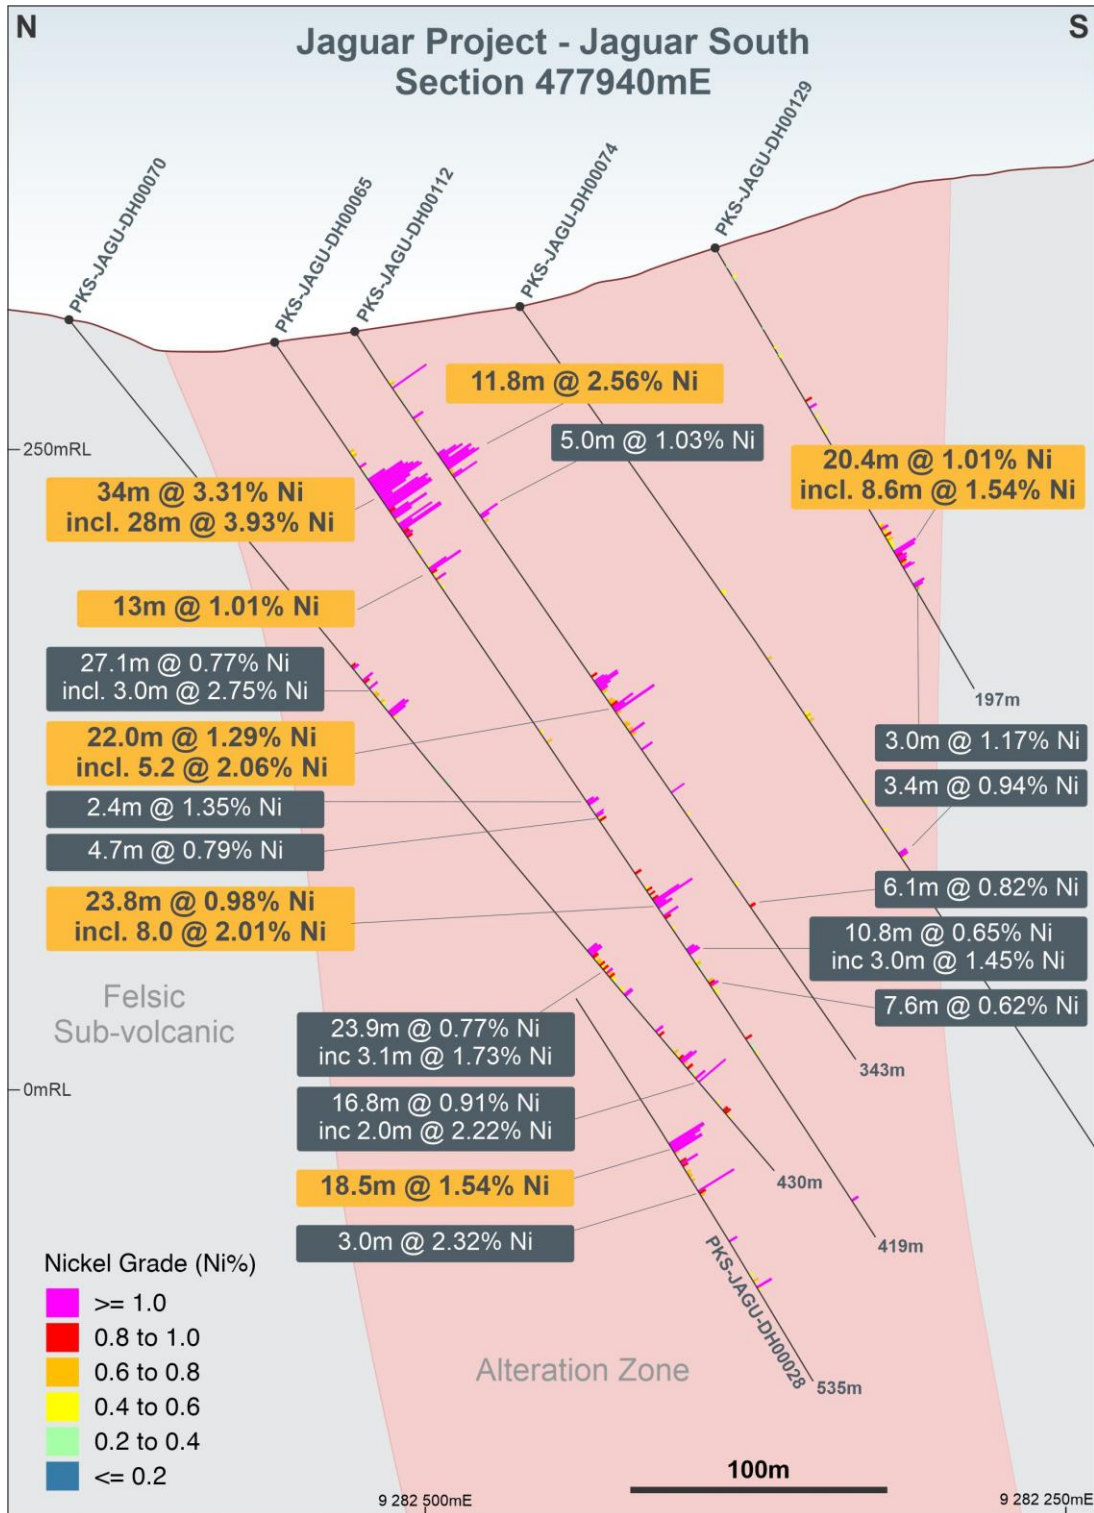 N
S
Jaguar Project - Jaguar South
Section 477940mE
PKS-JAGU-DH00070
PKS-JAGU-DH00065
PKS-JAGU-DH00112
PKS-JAGU-DH00074
PKS-JAGU-DH00129
11.8m @ 2.56% Ni
5.0m @ 1.03% Ni
250mRL
20.4m @ 1.01% Ni
incl. 8.6m @ 1.54% Ni
34m @ 3.31% Ni
incl. 28m @ 3.93% Ni
13m @ 1.01% Ni
27.1m @ 0.77% Ni
incl. 3.0m @ 2.75% Ni
197m
22.0m @ 1.29% Ni
incl. 5.2 @ 2.06% Ni
3.0m @ 1.17% Ni
3.4m @ 0.94% Ni
2.4m @ 1.35% Ni
4.7m @ 0.79% Ni
6.1m @ 0.82% Ni
23.8m @ 0.98% Ni
incl. 8.0 @ 2.01% Ni
10.8m @ 0.65% Ni
inc 3.0m @ 1.45% Ni
7.6m @ 0.62% Ni
Felsic
Sub-volcanic
23.9m @ 0.77% Ni
inc 3.1m @ 1.73% Ni
343m
0mRL
16.8m @ 0.91% Ni
inc 2.0m @ 2.22% Ni
18.5m @ 1.54% Ni
430m
3.0m @ 2.32% Ni
419m
PKS-JAGU-DH00028
535m
Nickel Grade (Ni%)
>= 1.0
0.8 to 1.0
0.6 to 0.8
0.4 to 0.6
0.2 to 0.4
<= 0.2
Alteration Zone
100m
9 282 500mE
9 282 250mE